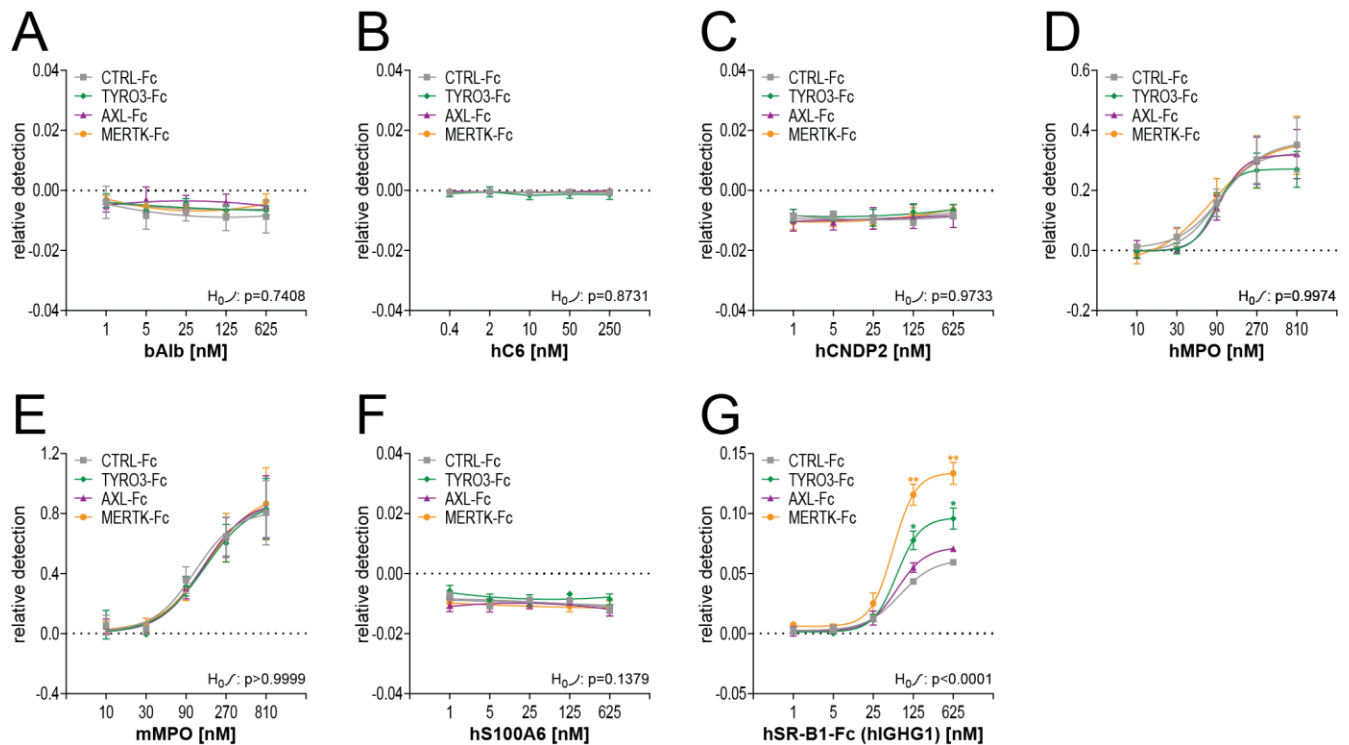 A
relative detection
0.04
0.02
0.00
-0.02
-0.04
CTRL-Fc
TYRO3-Fc
AXL-Fc
MERTK-Fc
H0: p=0.7408
1 5 25 125 625
bAlb [nM]
B
relative detection
0.04
0.02
0.00
-0.02
-0.04
CTRL-Fc
TYRO3-Fc
AXL-Fc
MERTK-Fc
H0: p=0.8731
0.4 2 10 50 250
hC6 [nM]
C
relative detection
0.04
0.02
0.00
-0.02
-0.04
CTRL-Fc
TYRO3-Fc
AXL-Fc
MERTK-Fc
H0: p=0.9733
1 5 25 125 625
hCNDP2 [nM]
D
relative detection
0.6
0.4
0.2
0.0
-0.2
CTRL-Fc
TYRO3-Fc
AXL-Fc
MERTK-Fc
H0: p=0.9974
10 30 90 270 810
hMPO [nM]
E
relative detection
1.2
0.8
0.4
0.0
-0.4
CTRL-Fc
TYRO3-Fc
AXL-Fc
MERTK-Fc
H0: p>0.9999
10 30 90 270 810
mMPO [nM]
F
relative detection
0.04
0.02
0.00
-0.02
-0.04
CTRL-Fc
TYRO3-Fc
AXL-Fc
MERTK-Fc
H0: p=0.1379
1 5 25 125 625
hS100A6 [nM]
G
relative detection
0.15
0.10
0.05
0.00
-0.05
CTRL-Fc
TYRO3-Fc
AXL-Fc
MERTK-Fc
**
**
*
*
H0: p<0.0001
1 5 25 125 625
hSR-B1-Fc (hIGHG1) [nM]